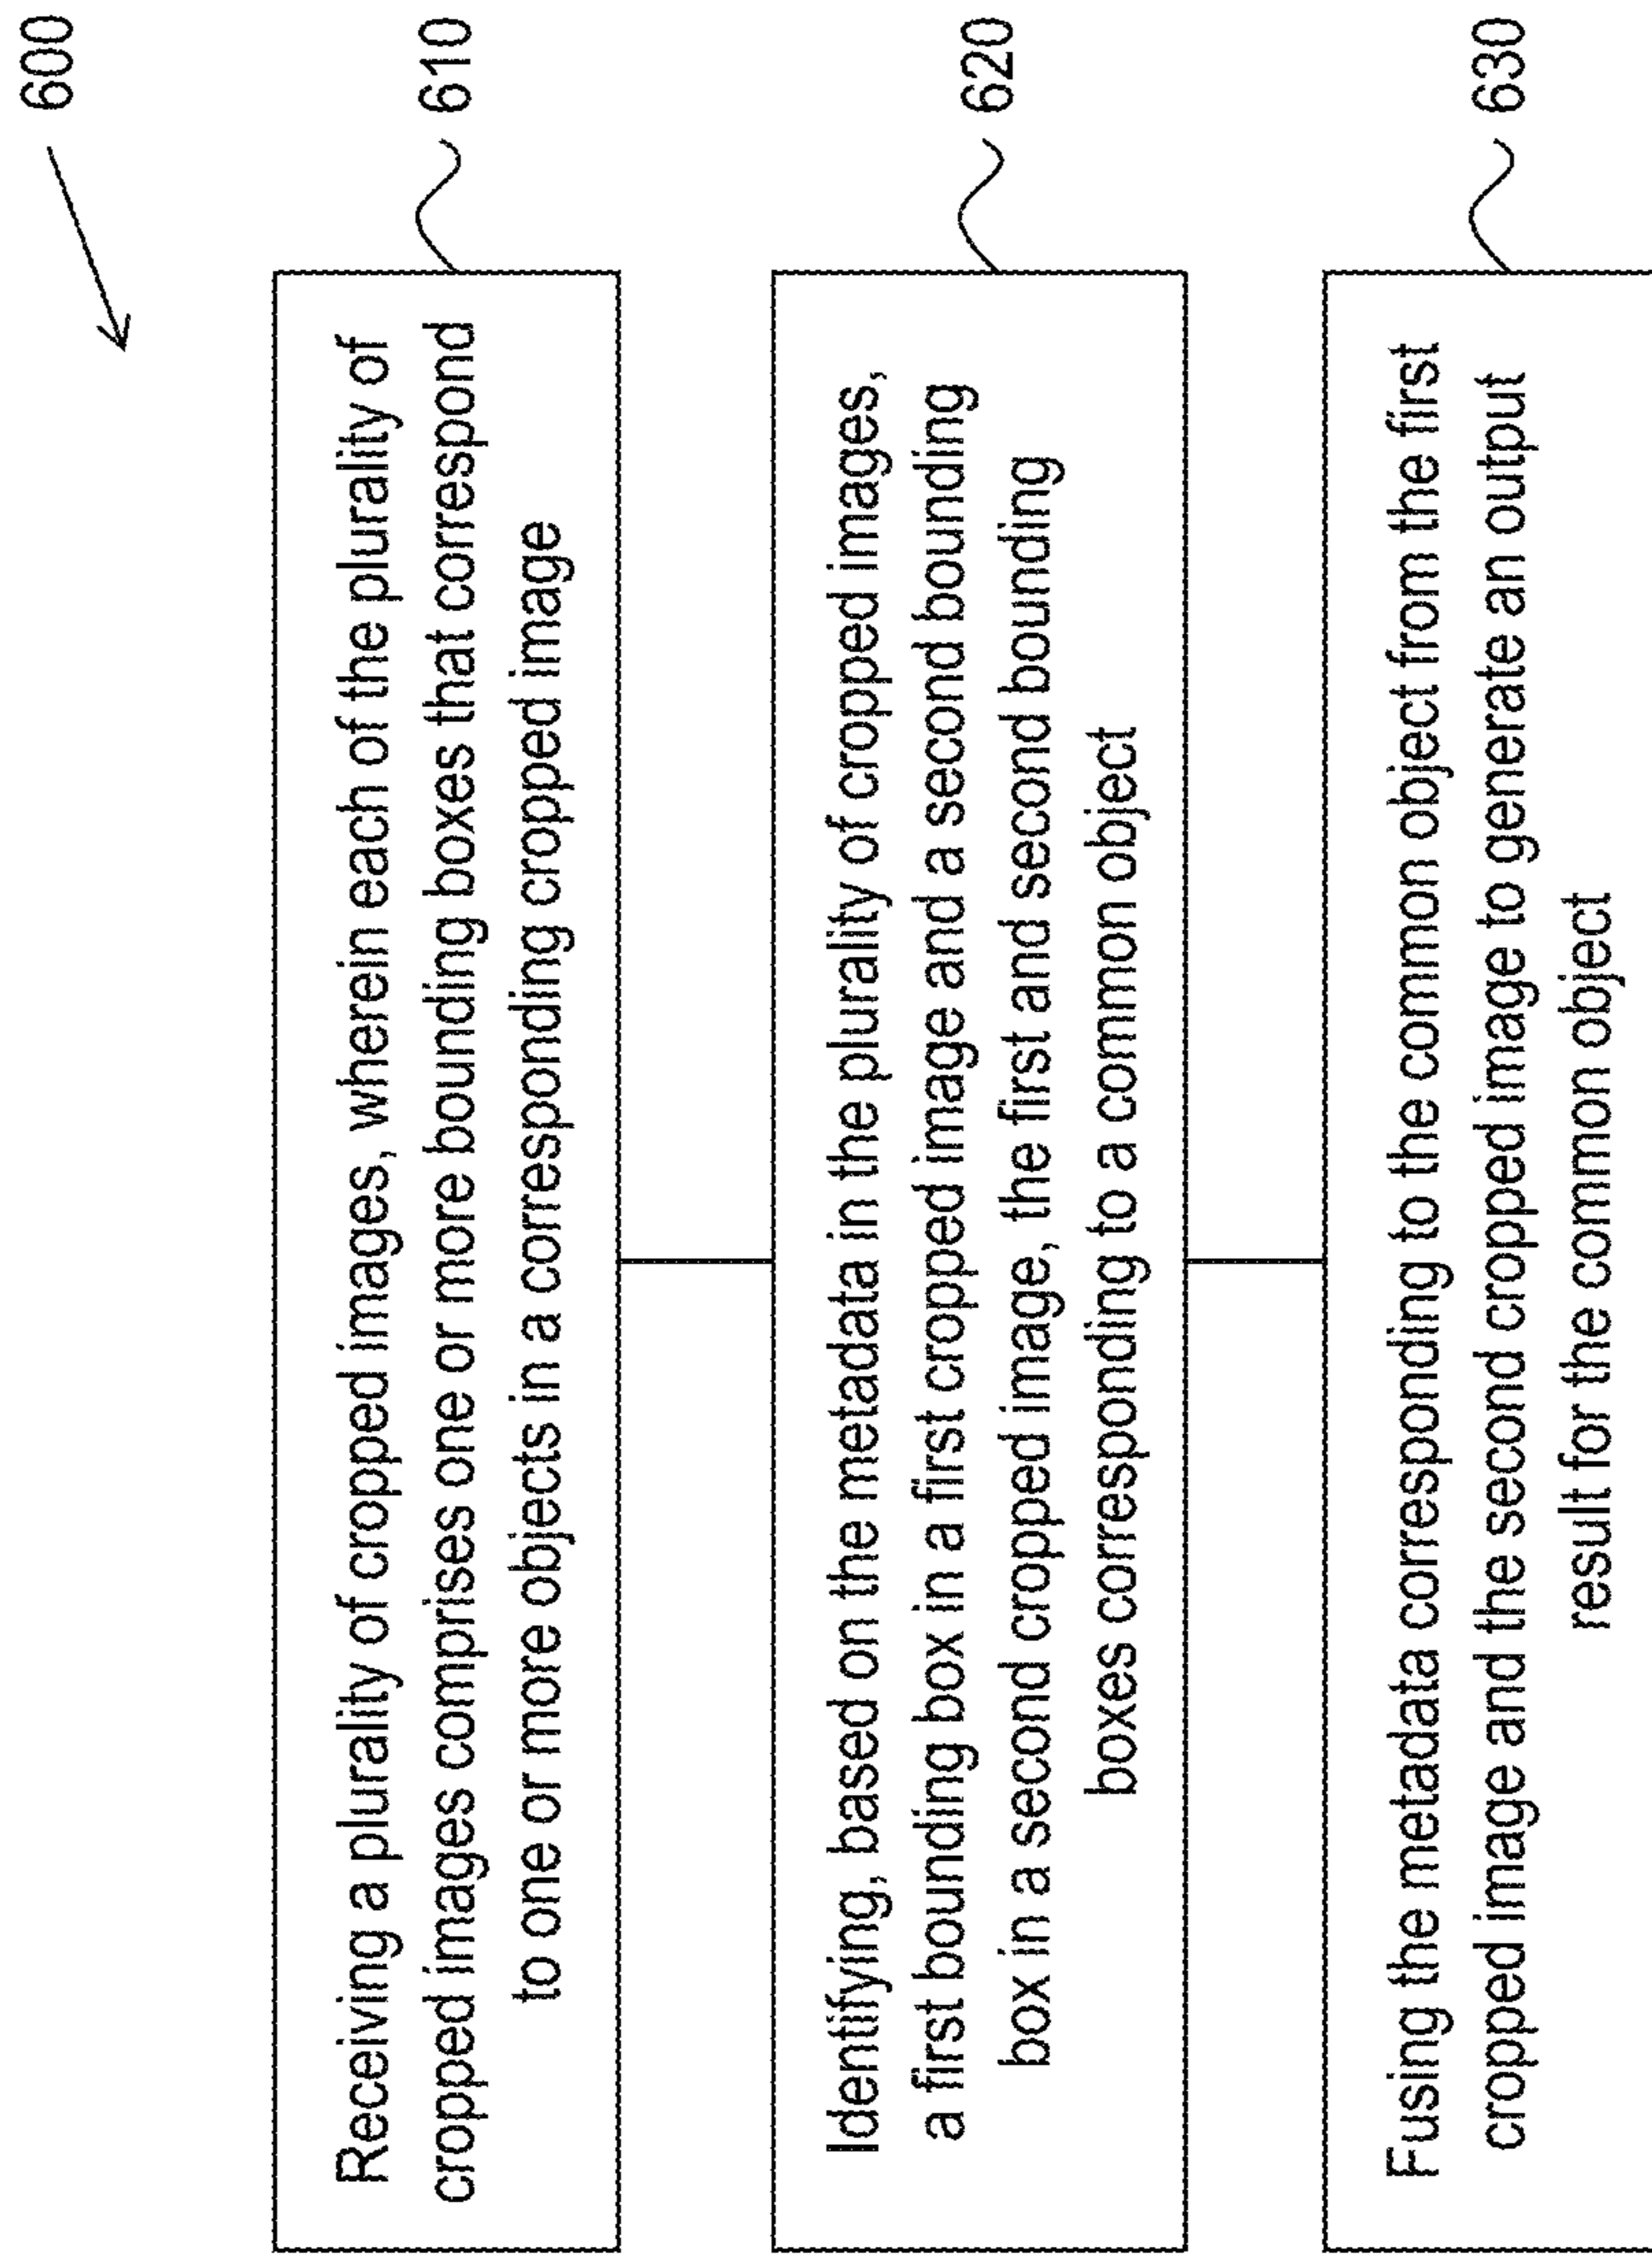 600
Receiving a plurality of cropped images, wherein each of the plurality of
cropped images comprises one or more bounding boxes that correspond
to one or more objects in a corresponding cropped image
610
Identifying, based on the metadata in the plurality of cropped images,
a first bounding box in a first cropped image and a second bounding
box in a second cropped image, the first and second bounding
boxes corresponding to a common object
620
Fusing the metadata corresponding to the common object from the first
cropped image and the second cropped image to generate an output
result for the common object
630